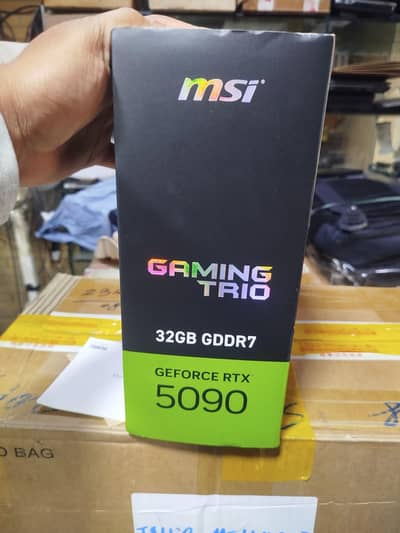 msi
GAMING
TRIO
32GB GDDR7
GEFORCE RTX
5090
BAG